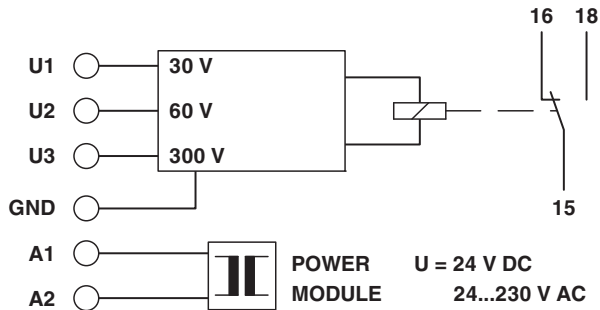 16 18
U1 30 V
U2 60 V
U3 300 V
GND
15
A1
POWER U = 24 V DC
A2 MODULE 24...230 V AC